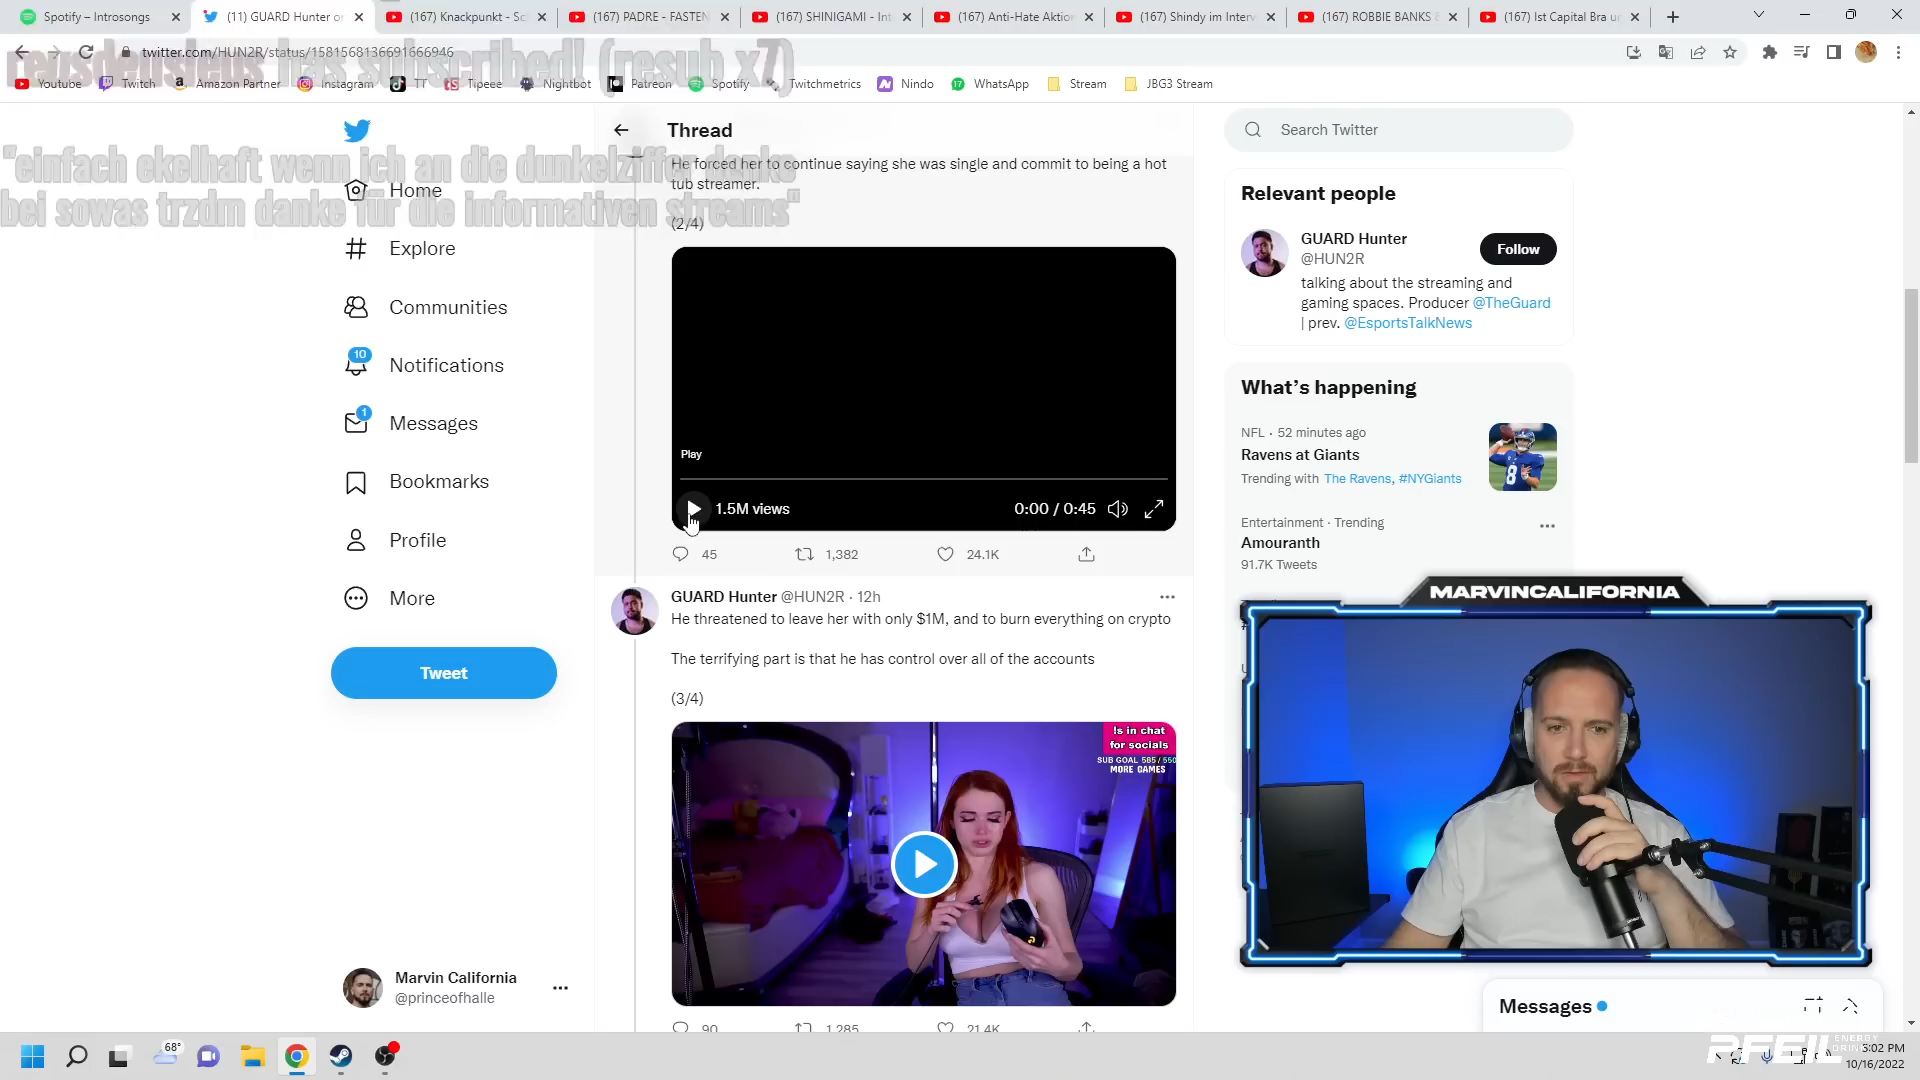 Spotify – Introsongs
(11) GUARD Hunter on
(167) Knackpunkt - Sc
(167) PADRE - FASTEN
(167) SHINIGAMI - Int
(167) Anti-Hate Aktion
(167) Shindy im Interv
(167) ROBBIE BANKS &
(167) Ist Capital Bra u
twitter.com/HUN2R/status/1581568136691666946
has subscribed! (resub x7)
Youtube
Twitch
Amazon Partner
Instagram
TT
Tipeee
Nightbot
Patreon
Spotify
Twitchmetrics
Nindo
WhatsApp
Stream
JBG3 Stream
"einfach ekelhaft wenn ich an die dunkelziffer denke
bei sowas trzdm danke für die informativen streams"
Home
Explore
Communities
Notifications
10
Messages
1
Bookmarks
Profile
More
Tweet
Marvin California
@princeofhalle
Thread
He forced her to continue saying she was single and commit to being a hot
tub streamer.
(2/4)
Play
1.5M views
0:00 / 0:45
45
1,382
24.1K
GUARD Hunter @HUN2R · 12h
He threatened to leave her with only $1M, and to burn everything on crypto
The terrifying part is that he has control over all of the accounts
(3/4)
!s in chat
for socials
SUB GOAL 585 / 550
MORE GAMES
90
1,285
21.4K
Search Twitter
Relevant people
GUARD Hunter
@HUN2R
Follow
talking about the streaming and
gaming spaces. Producer @TheGuard
| prev. @EsportsTalkNews
What's happening
NFL · 52 minutes ago
Ravens at Giants
Trending with The Ravens, #NYGiants
Entertainment · Trending
Amouranth
91.7K Tweets
MARVINCALIFORNIA
Messages
PFEIL
ENERGY
DRINK
68°
3:02 PM
10/16/2022